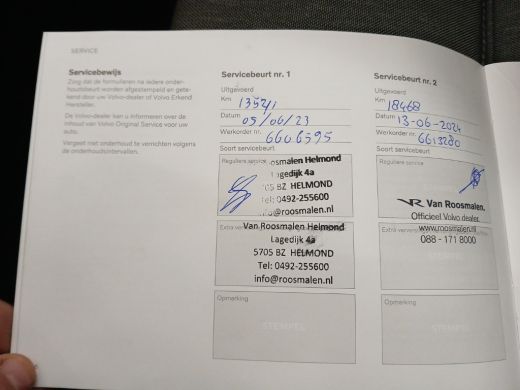 SERVICE
Servicebewijs
Zorg dat de formulieren na iedere onder-
houdsbeurt worden afgestempeld en gete-
kend door uw Volvo-dealer of Volvo Erkend
Hersteller.
De Volvo-dealer kan u informeren over de
inhoud van Volvo Original Service voor uw
auto.
Vergeet niet onderhoud te verrichten volgens
de onderhoudsintervallen.
Servicebeurt nr. 1
Uitgevoerd
Km 13521
Datum 05/06/23
Werkorder nr. 6606595
Soort servicebeurt
Reguliere service
Roosmalen Helmond
Lagedijk 4a
5705 BZ HELMOND
Tel: 0492-255600
info@roosmalen.nl
Van Roosmalen Helmond
Lagedijk 4a
5705 BZ HELMOND
Tel: 0492-255600
info@roosmalen.nl
Opmerking
STEMPEL
Servicebeurt nr. 2
Uitgevoerd
Km 18468
Datum 13-06-2024
Werkorder nr. 6613280
Soort servicebeurt
Reguliere service
VR Van Roosmalen.
Officieel Volvo dealer
www.roosmalen.nl
088 - 171 8000
Opmerking
STEMPEL